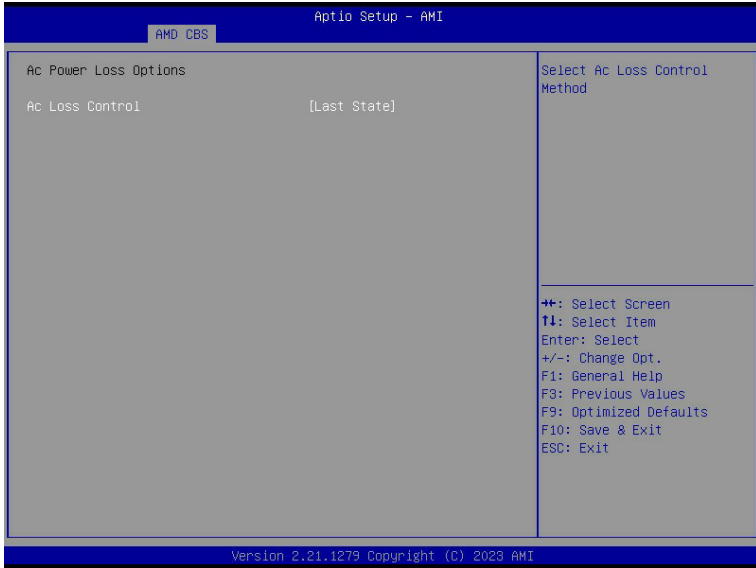 Aptio Setup - AMI
AMD CBS
Ac Power Loss Options
Ac Loss Control [Last State]
Select Ac Loss Control
Method
→←: Select Screen
↑↓: Select Item
Enter: Select
+/-: Change Opt.
F1: General Help
F3: Previous Values
F9: Optimized Defaults
F10: Save & Exit
ESC: Exit
Version 2.21.1279 Copyright (C) 2023 AMI